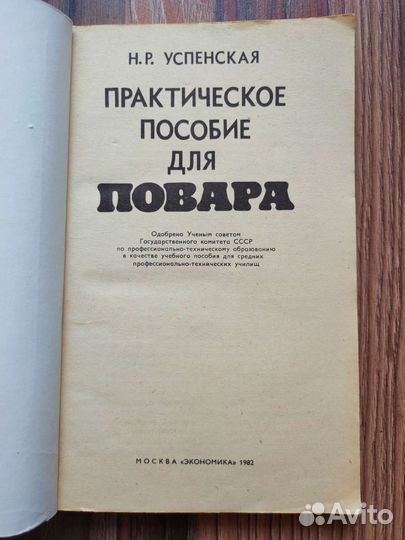 Н.Р. УСПЕНСКАЯ
ПРАКТИЧЕСКОЕ
ПОСОБИЕ
ДЛЯ
ПОВАРА
Одобрено Ученым советом
Государственного комитета СССР
по профессионально-техническому образованию
в качестве учебного пособия для средних
профессионально-технических училищ
МОСКВА «ЭКОНОМИКА» 1982
Avito